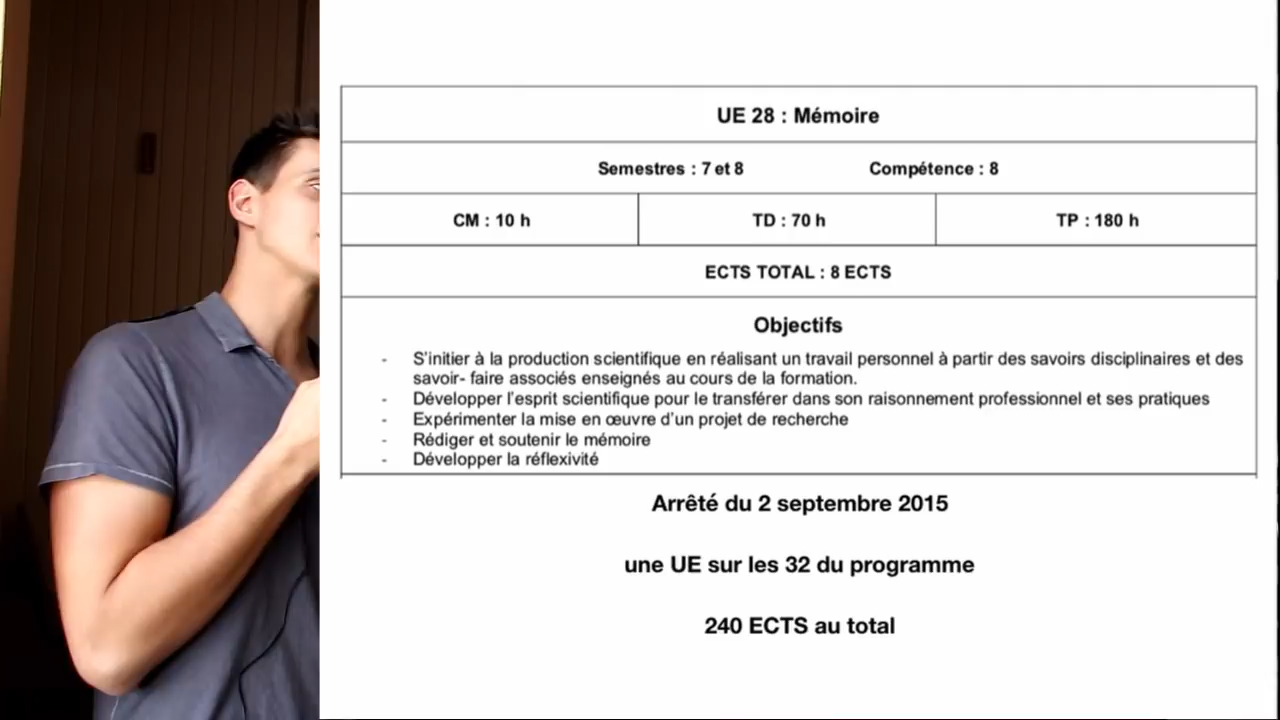 UE 28 : Mémoire
Semestres : 7 et 8 Compétence : 8
CM : 10 h TD : 70 h TP : 180 h
ECTS TOTAL : 8 ECTS
Objectifs
- S'initier à la production scientifique en réalisant un travail personnel à partir des savoirs disciplinaires et des
savoir- faire associés enseignés au cours de la formation.
- Développer l'esprit scientifique pour le transférer dans son raisonnement professionnel et ses pratiques
- Expérimenter la mise en œuvre d'un projet de recherche
- Rédiger et soutenir le mémoire
- Développer la réflexivité
Arrêté du 2 septembre 2015
une UE sur les 32 du programme
240 ECTS au total